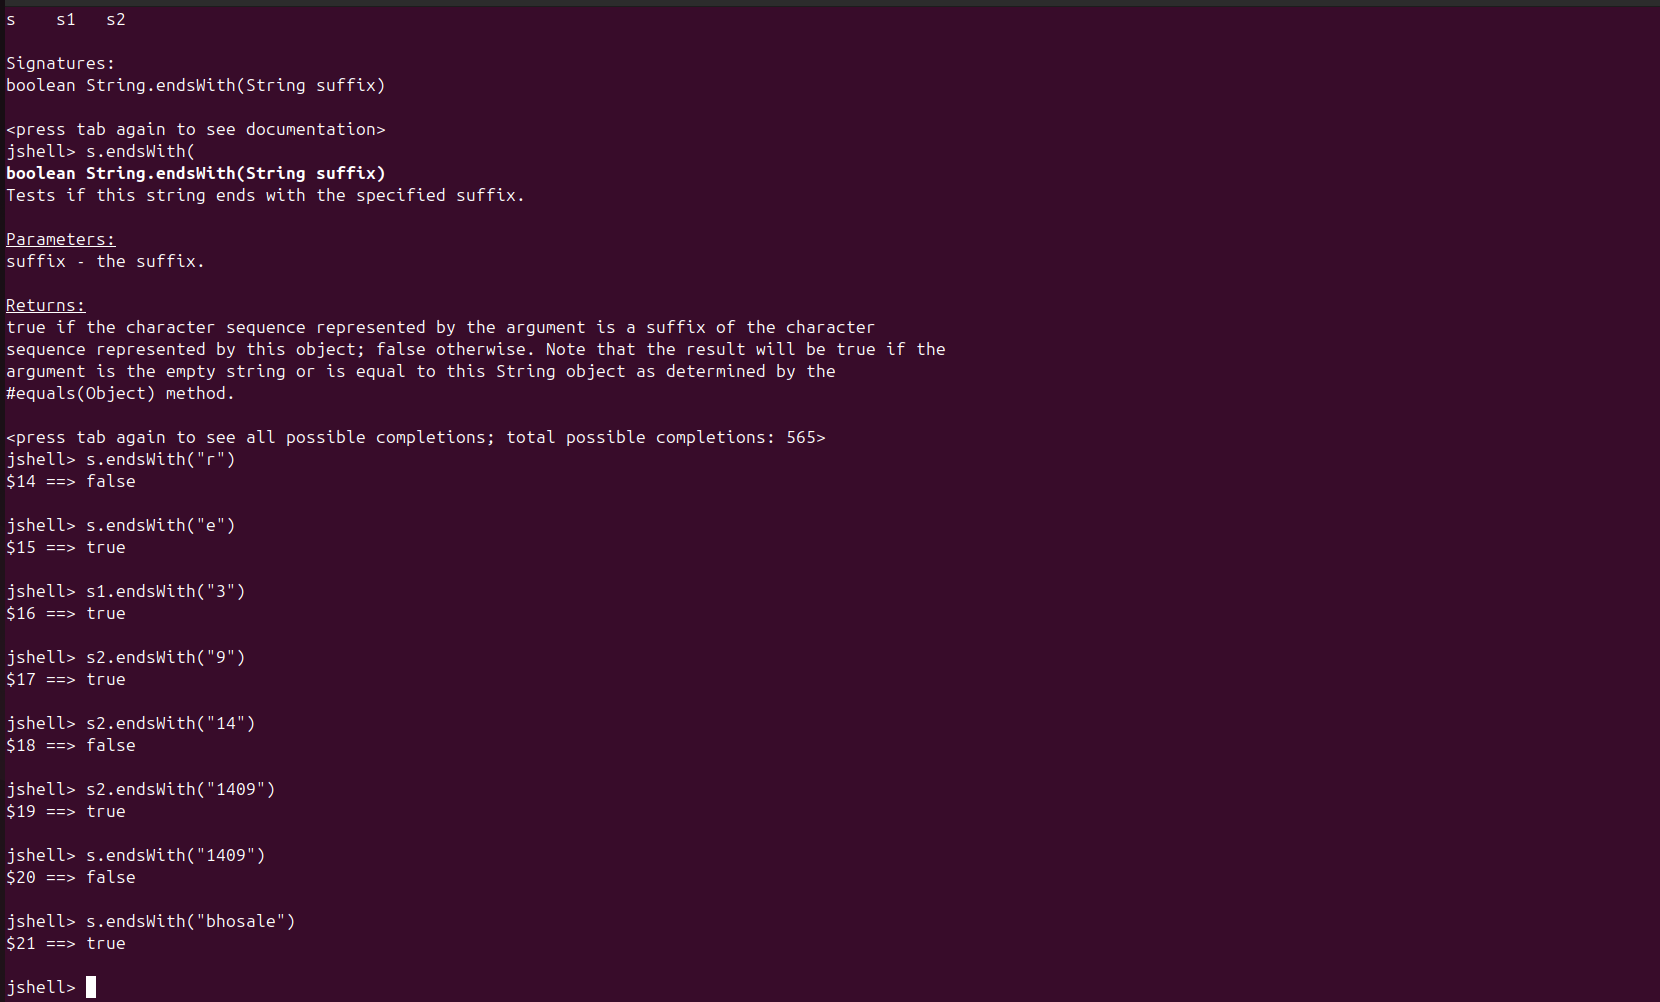 s    s1   s2
Signatures:
boolean String.endsWith(String suffix)
<press tab again to see documentation>
jshell> s.endsWith(
boolean String.endsWith(String suffix)
Tests if this string ends with the specified suffix.
Parameters:
suffix - the suffix.
Returns:
true if the character sequence represented by the argument is a suffix of the character
sequence represented by this object; false otherwise. Note that the result will be true if the
argument is the empty string or is equal to this String object as determined by the
#equals(Object) method.
<press tab again to see all possible completions; total possible completions: 565>
jshell> s.endsWith("r")
$14 ==> false
jshell> s.endsWith("e")
$15 ==> true
jshell> s1.endsWith("3")
$16 ==> true
jshell> s2.endsWith("9")
$17 ==> true
jshell> s2.endsWith("14")
$18 ==> false
jshell> s2.endsWith("1409")
$19 ==> true
jshell> s.endsWith("1409")
$20 ==> false
jshell> s.endsWith("bhosale")
$21 ==> true
jshell>